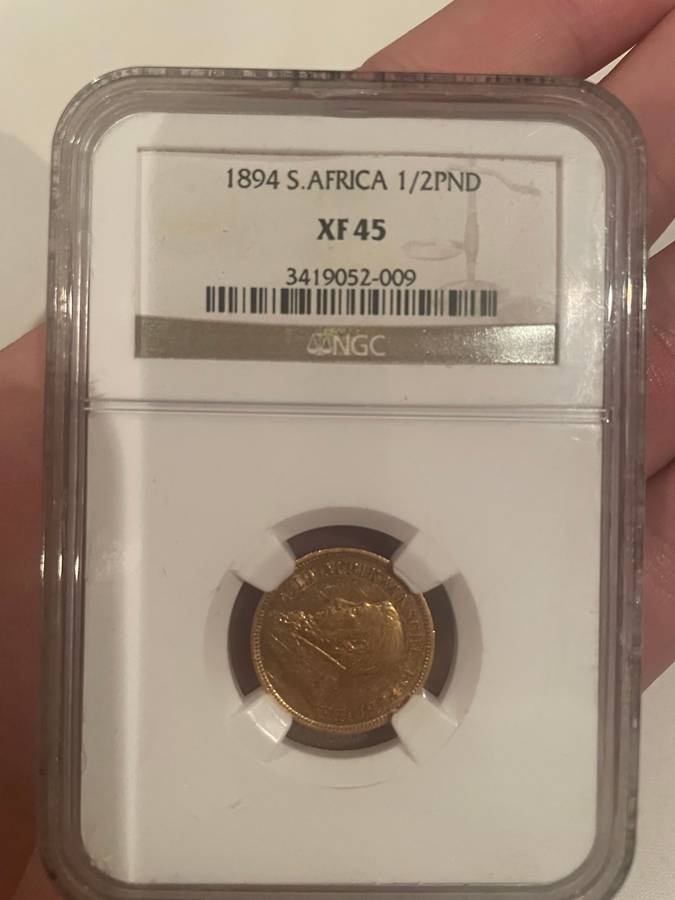 1894 S.AFRICA 1/2PND
XF 45
3419052-009
NGC